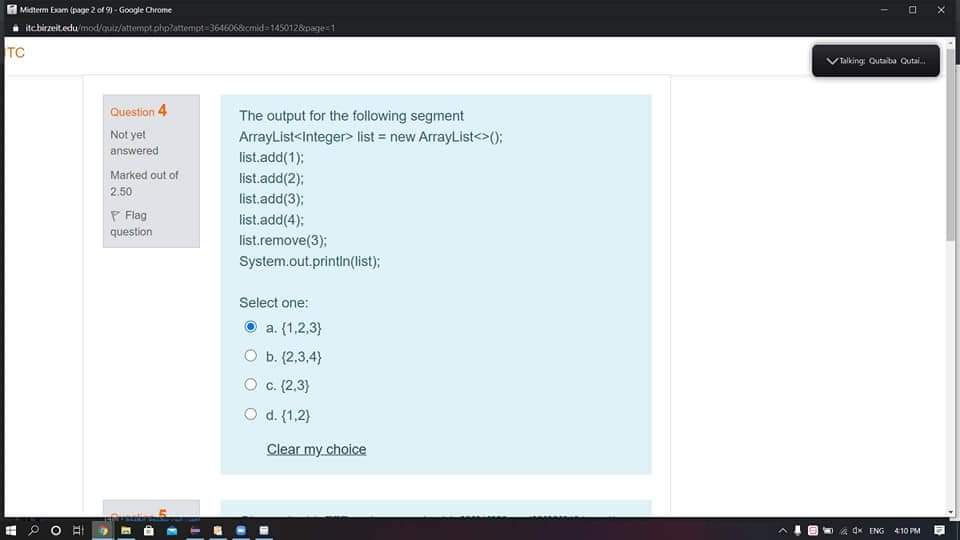 Midterm Exam (page 2 of 9) - Google Chrome
itc.birzeit.edu/mod/quiz/attempt.php?attempt=364606&cmid=145012&page=1
ITC
Talking: Qutaiba Qutai...
Question 4
Not yet
answered
Marked out of
2.50
Flag
question
The output for the following segment
ArrayList<Integer> list = new ArrayList<>();
list.add(1);
list.add(2);
list.add(3);
list.add(4);
list.remove(3);
System.out.println(list);
Select one:
a. {1,2,3}
b. {2,3,4}
c. {2,3}
d. {1,2}
Clear my choice
Question 5
ENG
4:10 PM